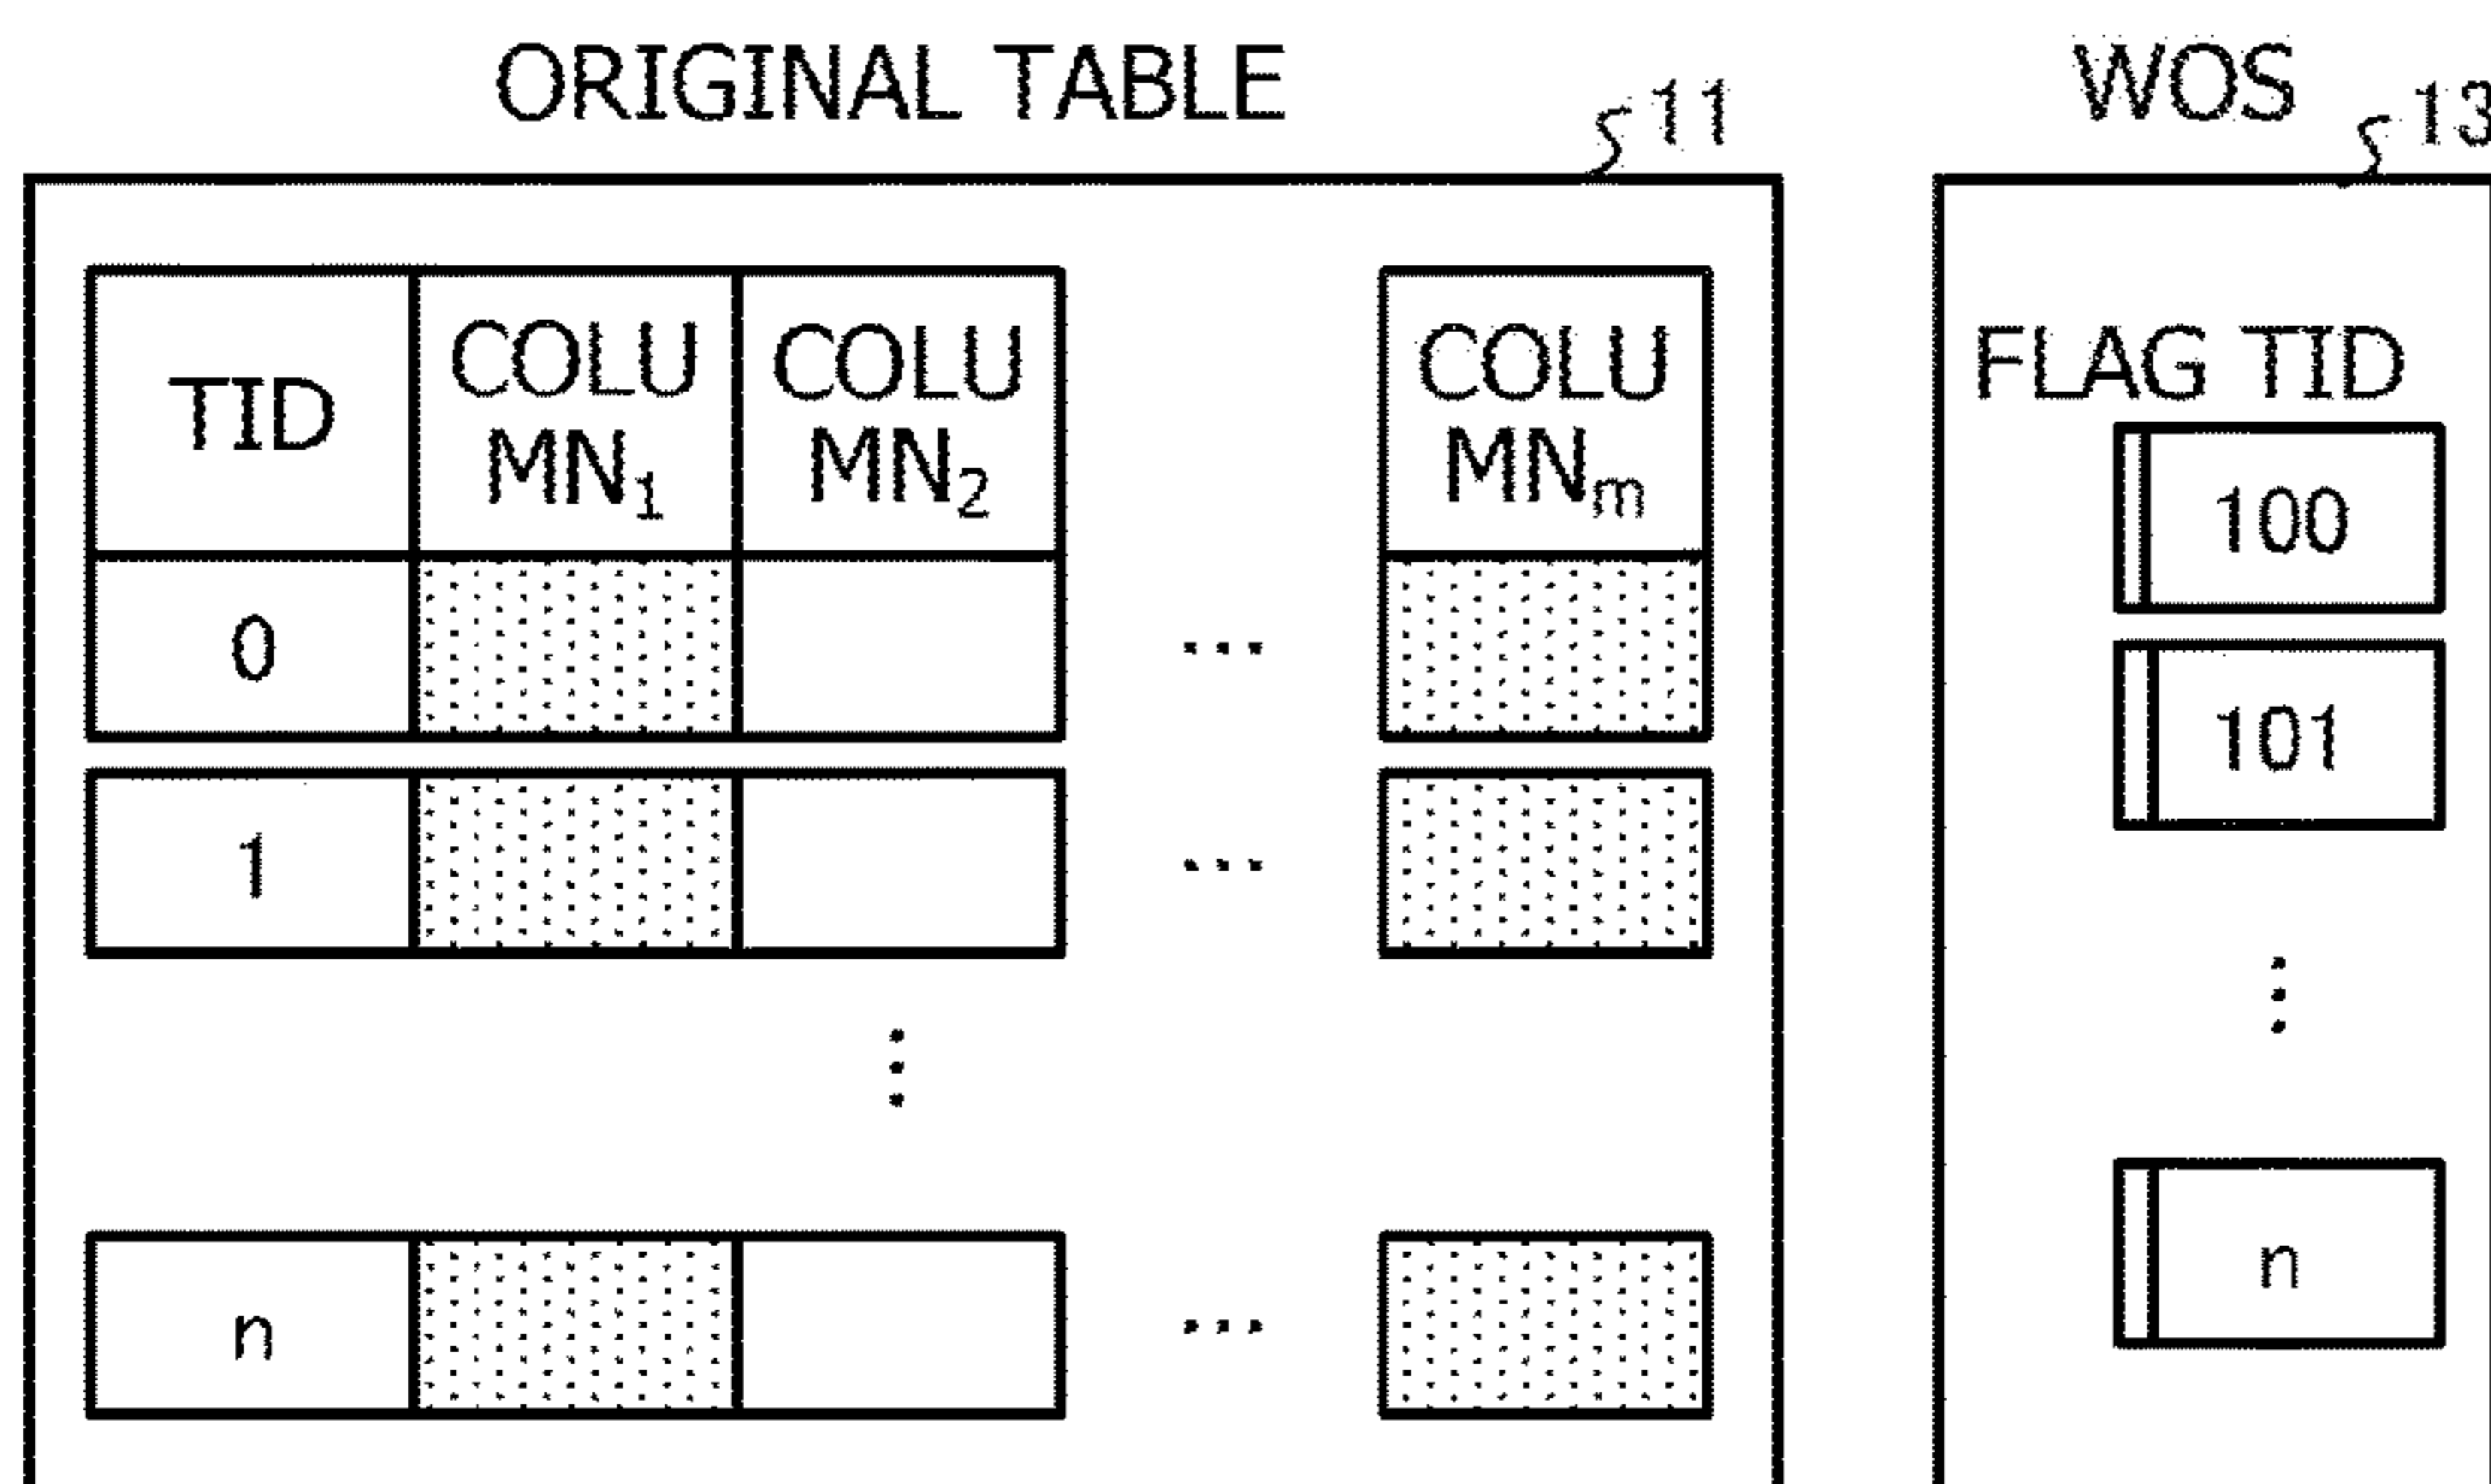 ORIGINAL TABLE
11
TID
COLU
MN₁
COLU
MN₂
COLU
MNₘ
0
...
1
...
⋮
n
...
WOS
13
FLAG TID
100
101
⋮
n